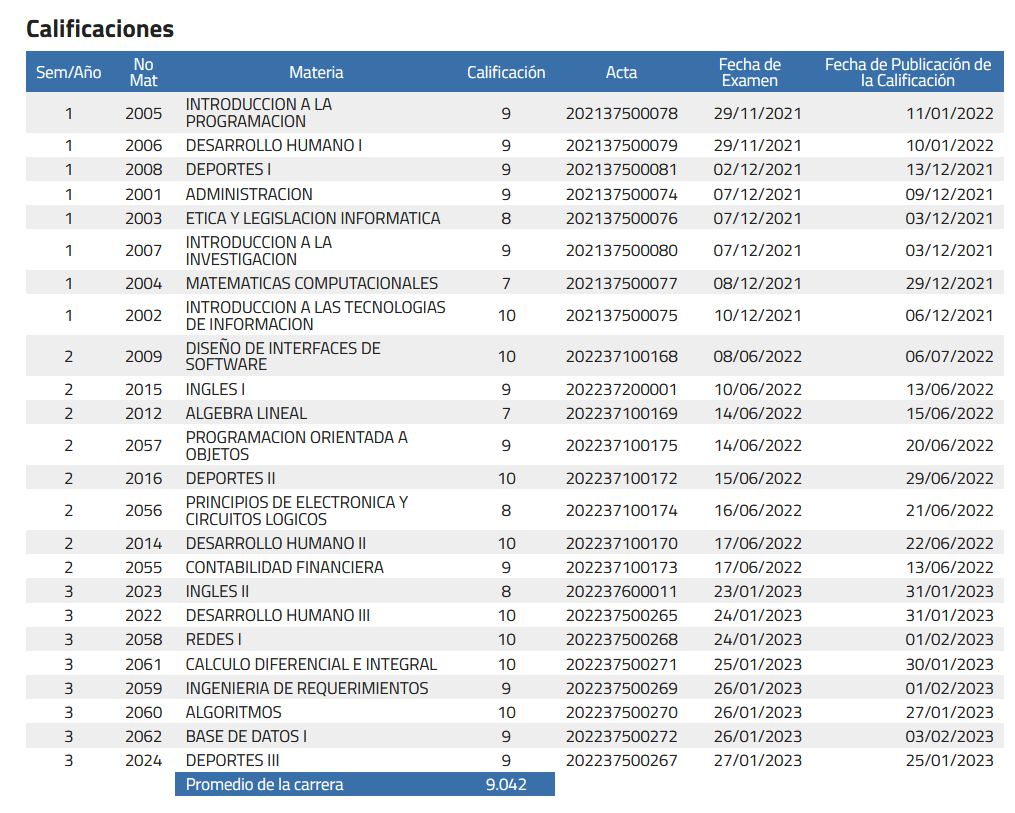 Calificaciones
Sem/Año No Mat Materia Calificación Acta Fecha de Examen Fecha de Publicación de la Calificación
1 2005 INTRODUCCION A LA PROGRAMACION 9 202137500078 29/11/2021 11/01/2022
1 2006 DESARROLLO HUMANO I 9 202137500079 29/11/2021 10/01/2022
1 2008 DEPORTES I 9 202137500081 02/12/2021 13/12/2021
1 2001 ADMINISTRACION 9 202137500074 07/12/2021 09/12/2021
1 2003 ETICA Y LEGISLACION INFORMATICA 8 202137500076 07/12/2021 03/12/2021
1 2007 INTRODUCCION A LA INVESTIGACION 9 202137500080 07/12/2021 03/12/2021
1 2004 MATEMATICAS COMPUTACIONALES 7 202137500077 08/12/2021 29/12/2021
1 2002 INTRODUCCION A LAS TECNOLOGIAS DE INFORMACION 10 202137500075 10/12/2021 06/12/2021
2 2009 DISEÑO DE INTERFACES DE SOFTWARE 10 202237100168 08/06/2022 06/07/2022
2 2015 INGLES I 9 202237200001 10/06/2022 13/06/2022
2 2012 ALGEBRA LINEAL 7 202237100169 14/06/2022 15/06/2022
2 2057 PROGRAMACION ORIENTADA A OBJETOS 9 202237100175 14/06/2022 20/06/2022
2 2016 DEPORTES II 10 202237100172 15/06/2022 29/06/2022
2 2056 PRINCIPIOS DE ELECTRONICA Y CIRCUITOS LOGICOS 8 202237100174 16/06/2022 21/06/2022
2 2014 DESARROLLO HUMANO II 10 202237100170 17/06/2022 22/06/2022
2 2055 CONTABILIDAD FINANCIERA 9 202237100173 17/06/2022 13/06/2022
3 2023 INGLES II 8 202237600011 23/01/2023 31/01/2023
3 2022 DESARROLLO HUMANO III 10 202237500265 24/01/2023 31/01/2023
3 2058 REDES I 10 202237500268 24/01/2023 01/02/2023
3 2061 CALCULO DIFERENCIAL E INTEGRAL 10 202237500271 25/01/2023 30/01/2023
3 2059 INGENIERIA DE REQUERIMIENTOS 9 202237500269 26/01/2023 01/02/2023
3 2060 ALGORITMOS 10 202237500270 26/01/2023 27/01/2023
3 2062 BASE DE DATOS I 9 202237500272 26/01/2023 03/02/2023
3 2024 DEPORTES III 9 202237500267 27/01/2023 25/01/2023
Promedio de la carrera 9.042